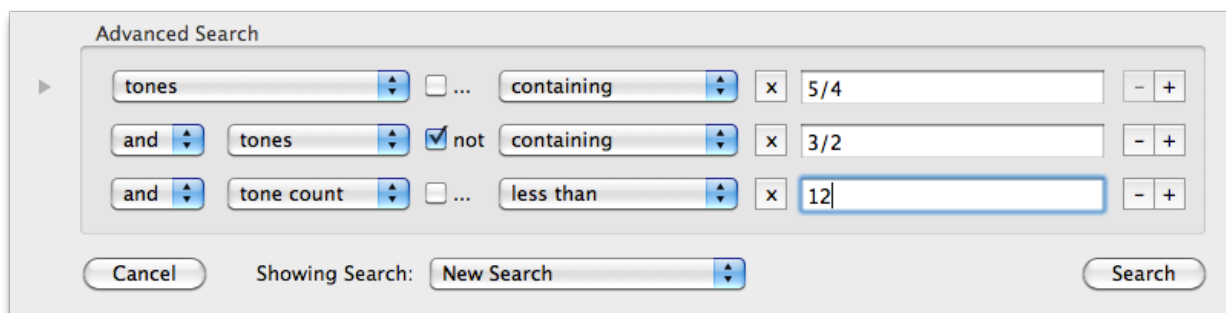 Advanced Search
tones ... containing x 5/4 - +
and tones not containing x 3/2 - +
and tone count ... less than x 12 - +
Cancel Showing Search: New Search Search